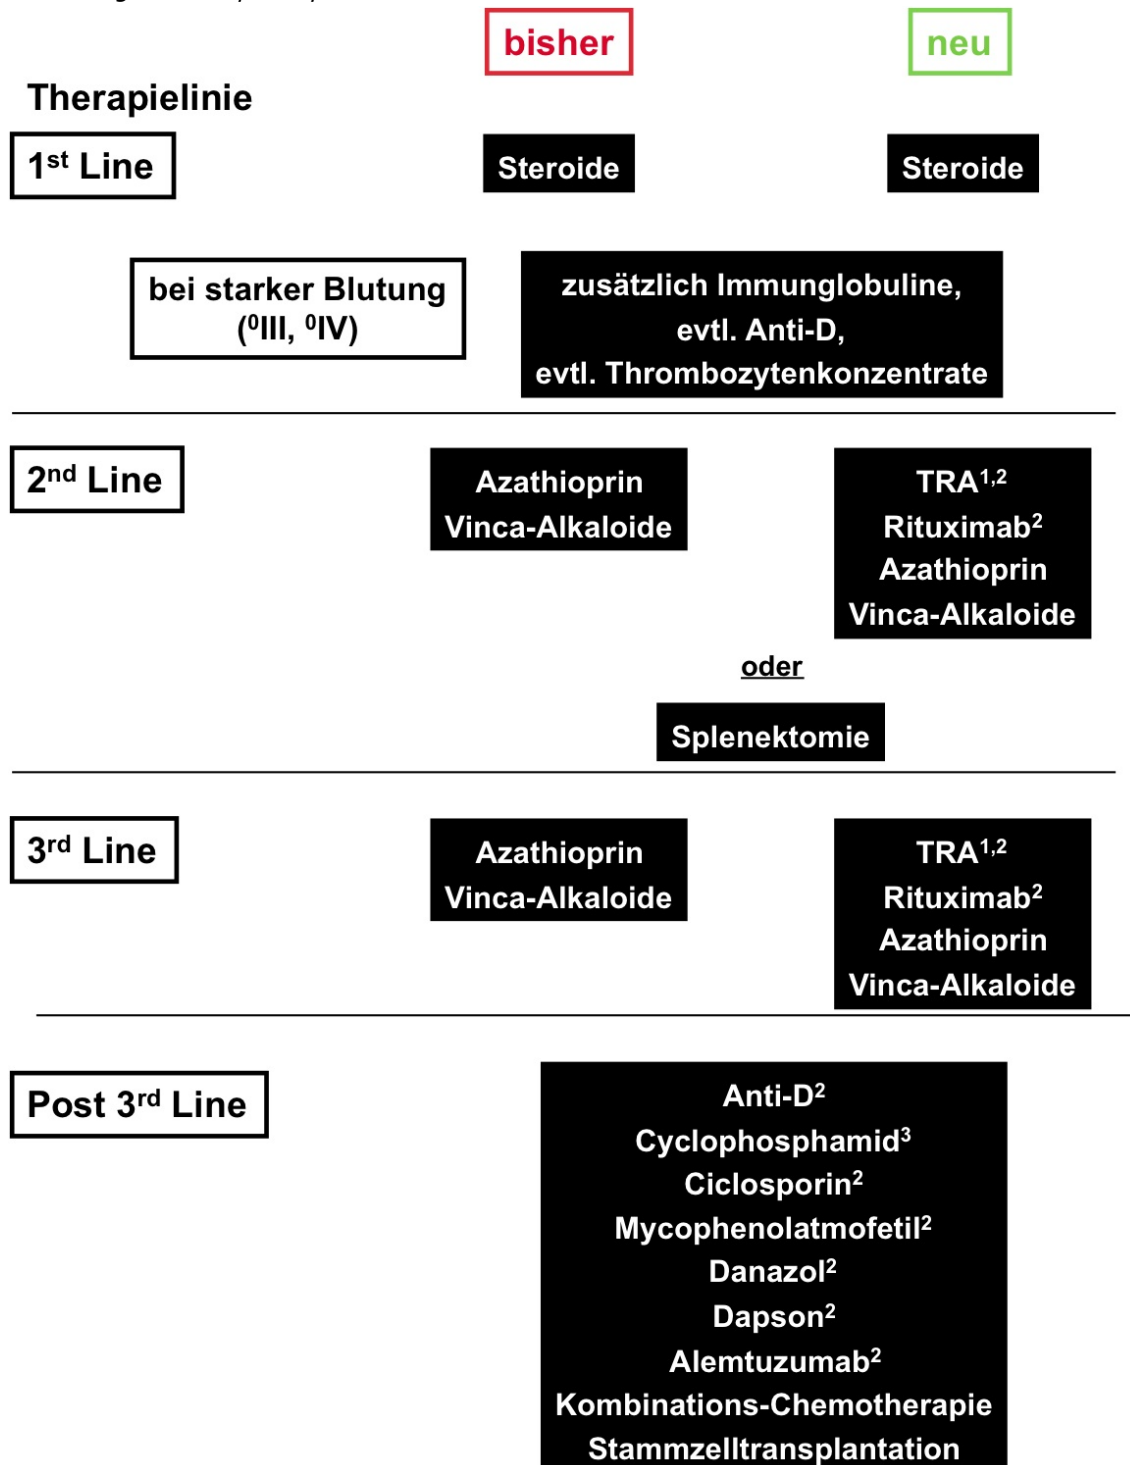 bisher neu
Therapielinie
1st Line Steroide Steroide
bei starker Blutung
(0III, 0IV)
zusätzlich Immunglobuline,
evtl. Anti-D,
evtl. Thrombozytenkonzentrate
2nd Line
Azathioprin
Vinca-Alkaloide
TRA1,2
Rituximab2
Azathioprin
Vinca-Alkaloide
oder
Splenektomie
3rd Line
Azathioprin
Vinca-Alkaloide
TRA1,2
Rituximab2
Azathioprin
Vinca-Alkaloide
Post 3rd Line
Anti-D2
Cyclophosphamid3
Ciclosporin2
Mycophenolatmofetil2
Danazol2
Dapson2
Alemtuzumab2
Kombinations-Chemotherapie
Stammzelltransplantation